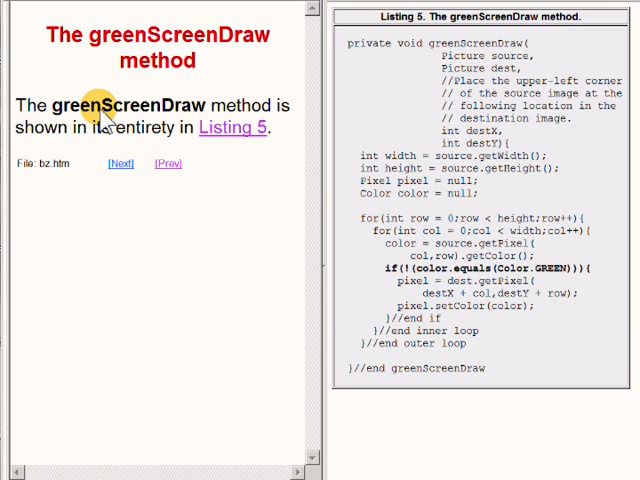 The greenScreenDraw
method
The greenScreenDraw method is
shown in its entirety in Listing 5.
File: bz.htm [Next] [Prev]
Listing 5. The greenScreenDraw method.
private void greenScreenDraw(
Picture source,
Picture dest,
//Place the upper-left corner
// of the source image at the
// following location in the
// destination image.
int destX,
int destY){
int width = source.getWidth();
int height = source.getHeight();
Pixel pixel = null;
Color color = null;
for(int row = 0;row < height;row++){
for(int col = 0;col < width;col++){
color = source.getPixel(
col,row).getColor();
if(!(color.equals(Color.GREEN))){
pixel = dest.getPixel(
destX + col,destY + row);
pixel.setColor(color);
}//end if
}//end inner loop
}//end outer loop
}//end greenScreenDraw